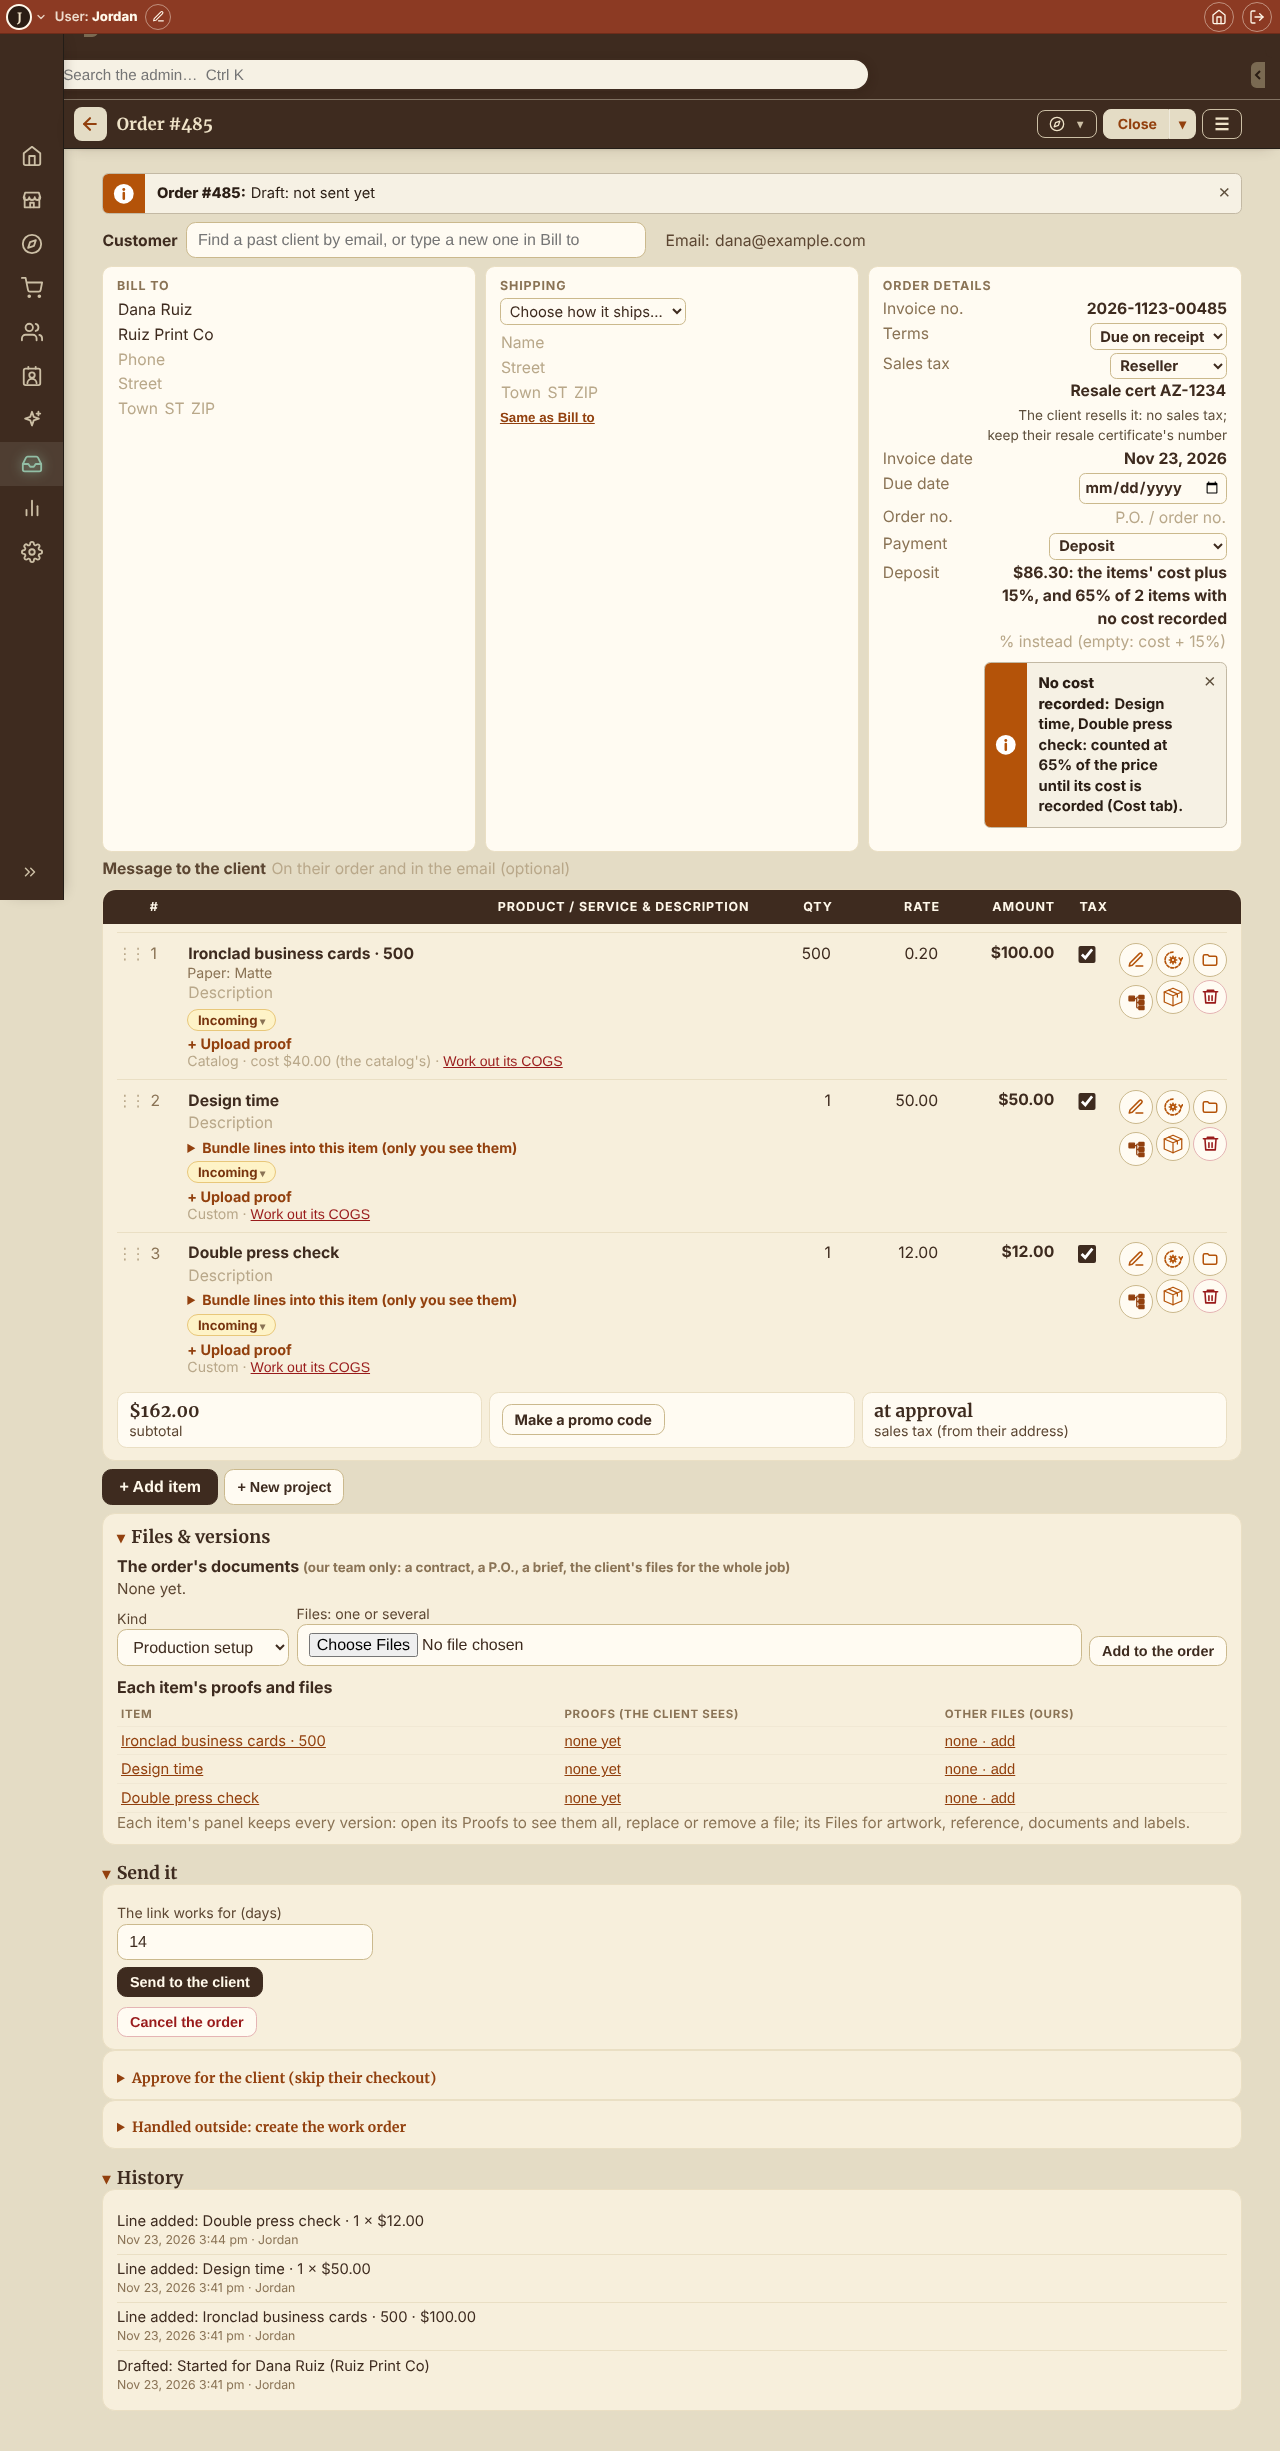 J
User: Jordan
Search the admin… Ctrl K
Order #485
▾
Close
▾
Order #485: Draft: not sent yet
×
Customer
Find a past client by email, or type a new one in Bill to
Email: dana@example.com
BILL TO
Dana Ruiz
Ruiz Print Co
Phone
Street
Town ST ZIP
SHIPPING
Choose how it ships...
Name
Street
Town ST ZIP
Same as Bill to
ORDER DETAILS
Invoice no. 2026-1123-00485
Terms Due on receipt
Sales tax Reseller
Resale cert AZ-1234
The client resells it: no sales tax;
keep their resale certificate's number
Invoice date Nov 23, 2026
Due date mm/dd/yyyy
Order no. P.O. / order no.
Payment Deposit
Deposit $86.30: the items' cost plus
15%, and 65% of 2 items with
no cost recorded
% instead (empty: cost + 15%)
No cost
recorded: Design
time, Double press
check: counted at
65% of the price
until its cost is
recorded (Cost tab).
×
Message to the client On their order and in the email (optional)
# PRODUCT / SERVICE & DESCRIPTION QTY RATE AMOUNT TAX
1 Ironclad business cards · 500 500 0.20 $100.00
Paper: Matte
Description
Incoming ▾
+ Upload proof
Catalog · cost $40.00 (the catalog's) · Work out its COGS
2 Design time 1 50.00 $50.00
Description
▶ Bundle lines into this item (only you see them)
Incoming ▾
+ Upload proof
Custom · Work out its COGS
3 Double press check 1 12.00 $12.00
Description
▶ Bundle lines into this item (only you see them)
Incoming ▾
+ Upload proof
Custom · Work out its COGS
$162.00
subtotal
Make a promo code
at approval
sales tax (from their address)
+ Add item
+ New project
▾ Files & versions
The order's documents (our team only: a contract, a P.O., a brief, the client's files for the whole job)
None yet.
Kind
Production setup
Files: one or several
Choose Files No file chosen
Add to the order
Each item's proofs and files
ITEM PROOFS (THE CLIENT SEES) OTHER FILES (OURS)
Ironclad business cards · 500 none yet none · add
Design time none yet none · add
Double press check none yet none · add
Each item's panel keeps every version: open its Proofs to see them all, replace or remove a file; its Files for artwork, reference, documents and labels.
▾ Send it
The link works for (days)
14
Send to the client
Cancel the order
▶ Approve for the client (skip their checkout)
▶ Handled outside: create the work order
▾ History
Line added: Double press check · 1 × $12.00
Nov 23, 2026 3:44 pm · Jordan
Line added: Design time · 1 × $50.00
Nov 23, 2026 3:41 pm · Jordan
Line added: Ironclad business cards · 500 · $100.00
Nov 23, 2026 3:41 pm · Jordan
Drafted: Started for Dana Ruiz (Ruiz Print Co)
Nov 23, 2026 3:41 pm · Jordan